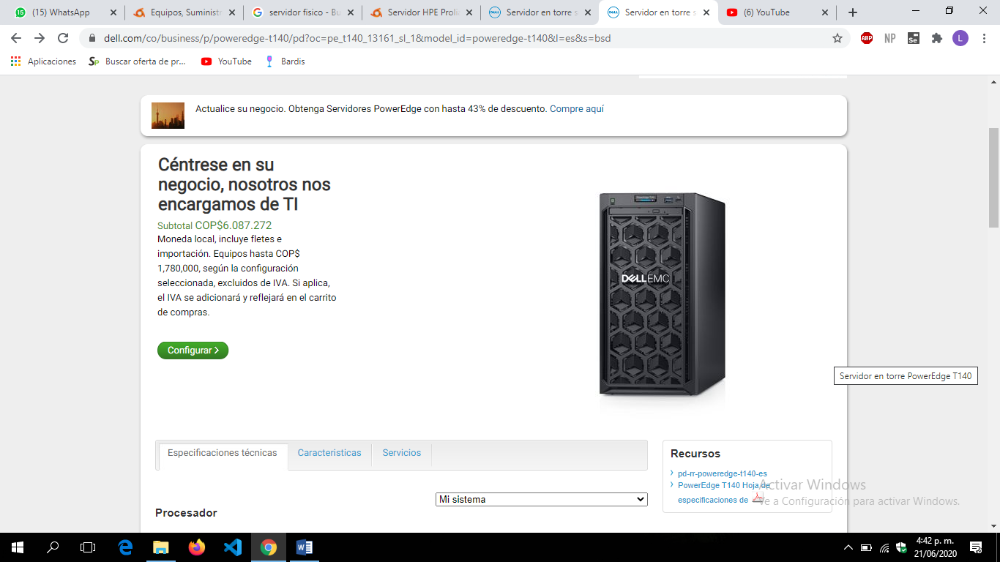 (15) WhatsApp
Equipos, Suministr
servidor fisico - Bu
Servidor HPE Prolia
Servidor en torre s
Servidor en torre s
(6) YouTube
dell.com/co/business/p/poweredge-t140/pd?oc=pe_t140_13161_sl_1&model_id=poweredge-t140&l=es&s=bsd
ABP
NP
Se
L
Aplicaciones
Sp
Buscar oferta de pr...
YouTube
Bardis
Actualice su negocio. Obtenga Servidores PowerEdge con hasta 43% de descuento. Compre aquí
Céntrese en su
negocio, nosotros nos
encargamos de TI
Subtotal COP$6.087.272
Moneda local, incluye fletes e
importación. Equipos hasta COP$
1,780,000, según la configuración
seleccionada, excluidos de IVA. Si aplica,
el IVA se adicionará y reflejará en el carrito
de compras.
Configurar
DELLEMC
Servidor en torre PowerEdge T140
Especificaciones técnicas
Caracteristicas
Servicios
Recursos
pd-rr-poweredge-t140-es
PowerEdge T140 Hoja de
especificaciones de
Mi sistema
Procesador
Activar Windows
Ve a Configuración para activar Windows.
4:42 p. m.
21/06/2020